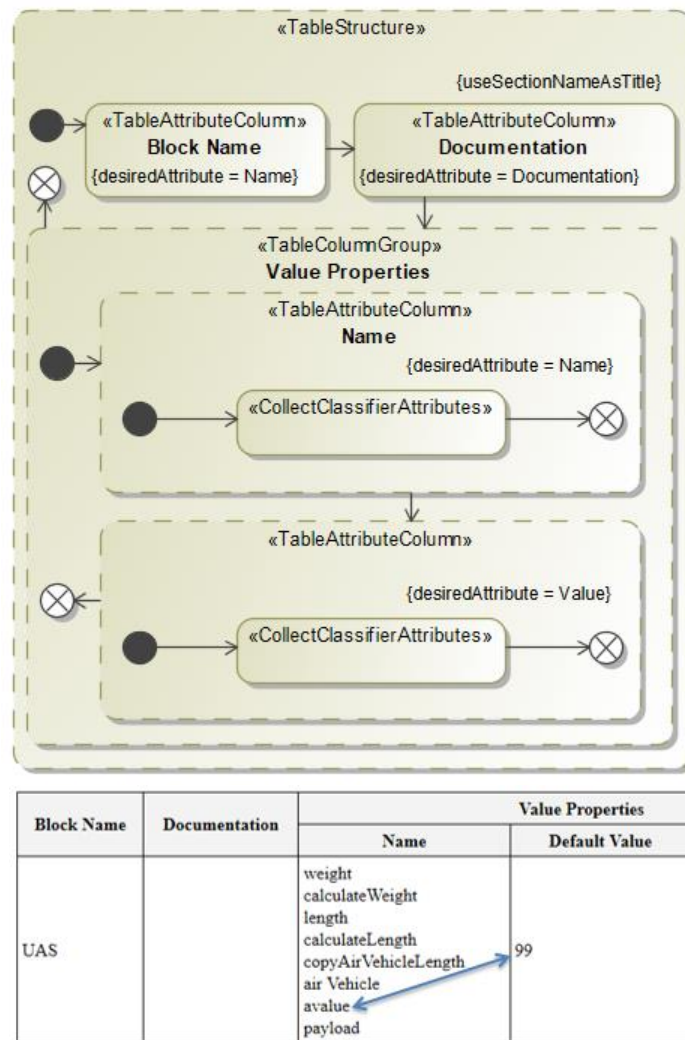 «TableStructure»
{useSectionNameAsTitle}
«TableAttributeColumn»
Block Name
{desiredAttribute = Name}
«TableAttributeColumn»
Documentation
{desiredAttribute = Documentation}
«TableColumnGroup»
Value Properties
«TableAttributeColumn»
Name
{desiredAttribute = Name}
«CollectClassifierAttributes»
«TableAttributeColumn»
{desiredAttribute = Value}
«CollectClassifierAttributes»
Block Name
Documentation
Value Properties
Name
Default Value
UAS
weight
calculateWeight
length
calculateLength
copyAirVehicleLength
air Vehicle
avalue
payload
99